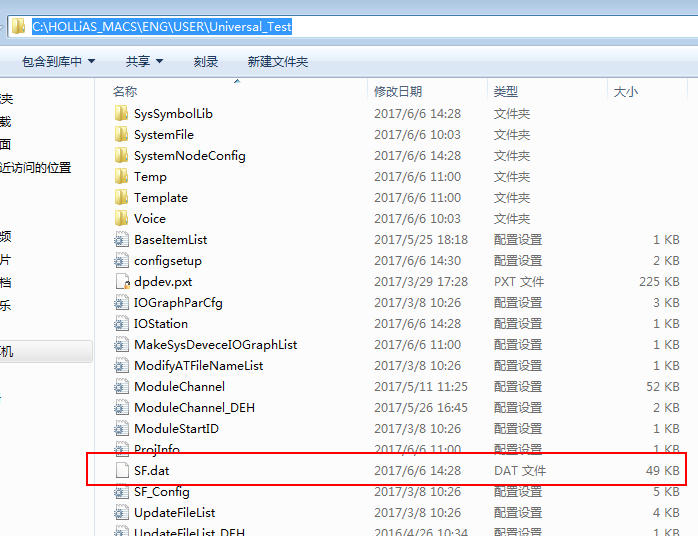 C:\HOLLiAS_MACS\ENG\USER\Universal_Test
包含到库中 共享 刻录 新建文件夹
名称 修改日期 类型 大小
SysSymbolLib 2017/6/6 14:28 文件夹
SystemFile 2017/6/6 10:03 文件夹
SystemNodeConfig 2017/6/6 14:28 文件夹
Temp 2017/6/6 11:00 文件夹
Template 2017/6/6 11:00 文件夹
Voice 2017/6/6 10:03 文件夹
BaseItemList 2017/5/25 18:18 配置设置 1 KB
configsetup 2017/6/6 14:30 配置设置 2 KB
dpdev.pxt 2017/3/29 17:28 PXT 文件 225 KB
IOGraphParCfg 2017/3/8 10:26 配置设置 3 KB
IOStation 2017/6/6 14:28 配置设置 1 KB
MakeSysDeveceIOGraphList 2017/6/6 11:00 配置设置 1 KB
ModifyATFileNameList 2017/3/8 10:26 配置设置 1 KB
ModuleChannel 2017/5/11 11:25 配置设置 52 KB
ModuleChannel_DEH 2017/5/26 16:45 配置设置 2 KB
ModuleStartID 2017/3/8 10:26 配置设置 1 KB
ProjInfo 2017/6/6 11:00 配置设置 1 KB
SF.dat 2017/6/6 14:28 DAT 文件 49 KB
SF_Config 2017/3/8 10:26 配置设置 5 KB
UpdateFileList 2017/3/8 10:26 配置设置 4 KB
UpdateFileList_DEH 2016/4/26 10:34 配置设置 1 KB
夹
载
面
近访问的位置
频
片
档
乐
机